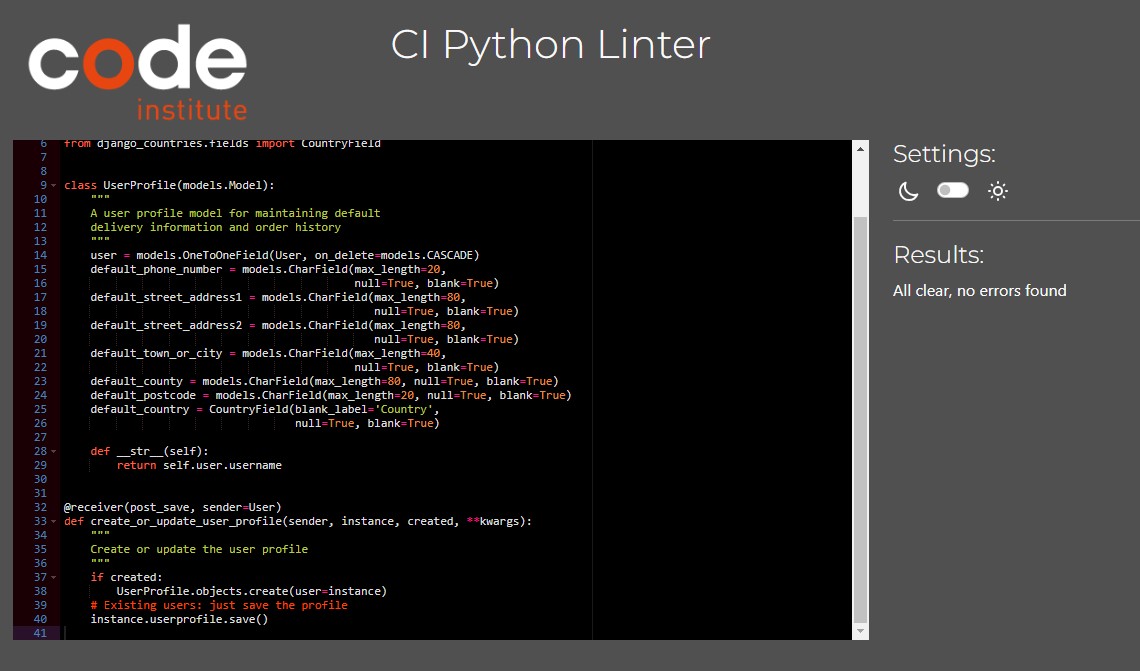 code
institute
CI Python Linter
6 from django_countries.fields import CountryField
7
8
9 class UserProfile(models.Model):
10     """
11     A user profile model for maintaining default
12     delivery information and order history
13     """
14     user = models.OneToOneField(User, on_delete=models.CASCADE)
15     default_phone_number = models.CharField(max_length=20,
16                                             null=True, blank=True)
17     default_street_address1 = models.CharField(max_length=80,
18                                                null=True, blank=True)
19     default_street_address2 = models.CharField(max_length=80,
20                                                null=True, blank=True)
21     default_town_or_city = models.CharField(max_length=40,
22                                             null=True, blank=True)
23     default_county = models.CharField(max_length=80, null=True, blank=True)
24     default_postcode = models.CharField(max_length=20, null=True, blank=True)
25     default_country = CountryField(blank_label='Country',
26                                    null=True, blank=True)
27
28     def __str__(self):
29         return self.user.username
30
31
32 @receiver(post_save, sender=User)
33 def create_or_update_user_profile(sender, instance, created, **kwargs):
34     """
35     Create or update the user profile
36     """
37     if created:
38         UserProfile.objects.create(user=instance)
39     # Existing users: just save the profile
40     instance.userprofile.save()
41
Settings:
Results:
All clear, no errors found